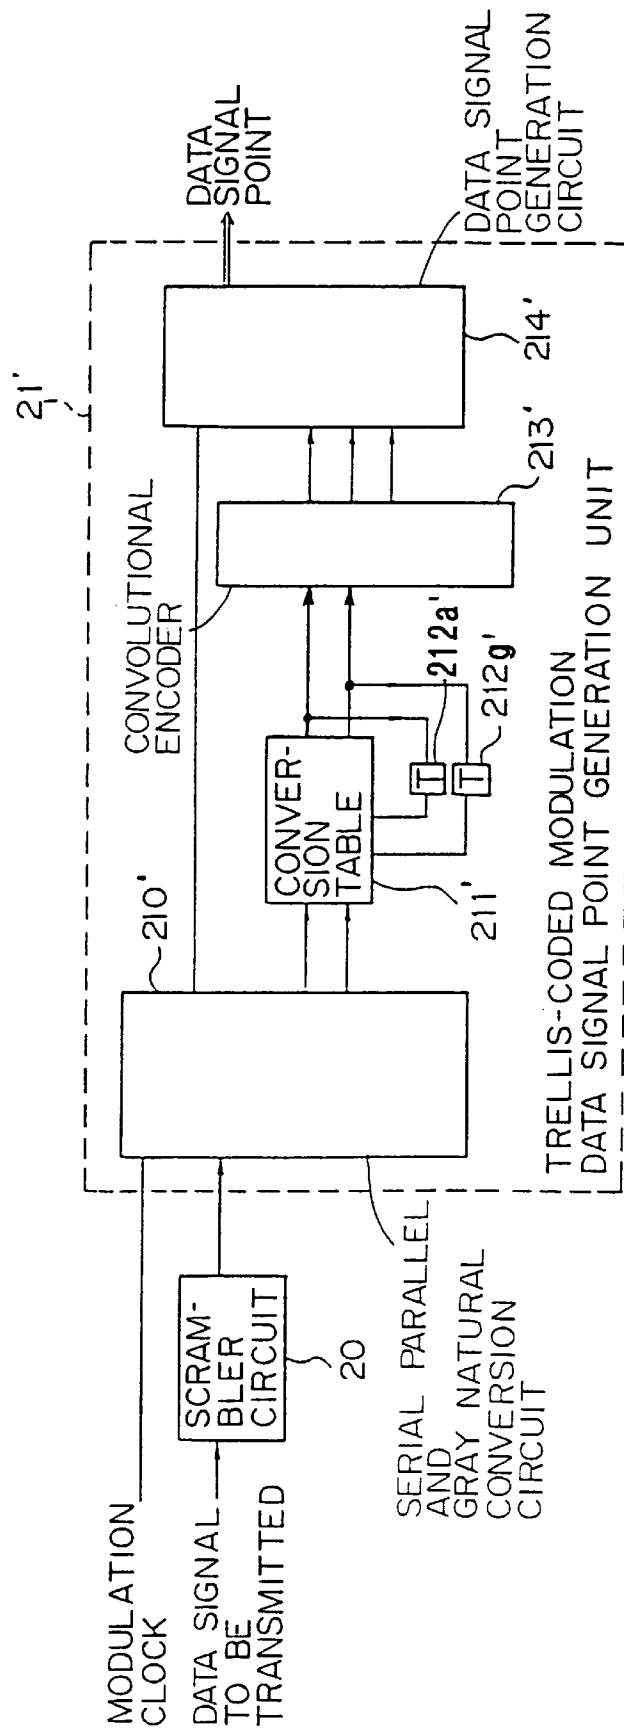 MODULATION
CLOCK
DATA SIGNAL
TO BE
TRANSMITTED
SCRAM-
BLER
CIRCUIT
20
SERIAL PARALLEL
AND
GRAY NATURAL
CONVERSION
CIRCUIT
210'
CONVER-
SION
TABLE
211'
212a'
T
212g'
T
CONVOLUTIONAL
ENCODER
213'
214'
21'
DATA
SIGNAL
POINT
DATA SIGNAL
POINT
GENERATION
CIRCUIT
TRELLIS-CODED MODULATION
DATA SIGNAL POINT GENERATION UNIT